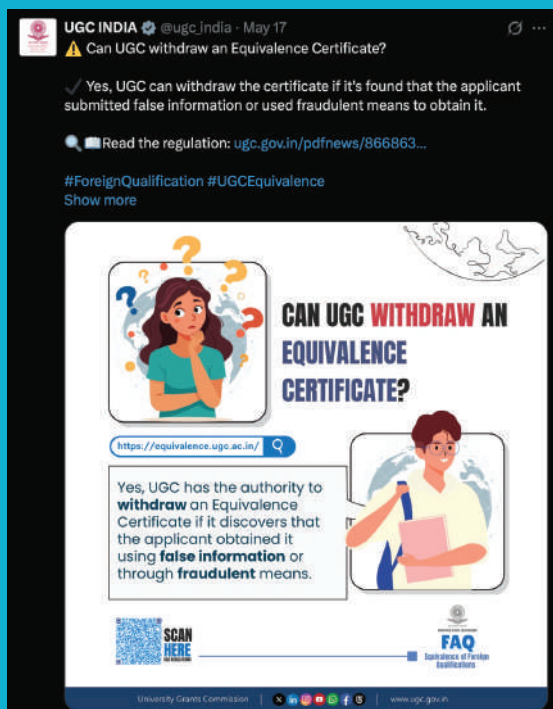 UGC INDIA @ugc_india · May 17
⚠️ Can UGC withdraw an Equivalence Certificate?
✔️ Yes, UGC can withdraw the certificate if it's found that the applicant
submitted false information or used fraudulent means to obtain it.
🔍📖Read the regulation: ugc.gov.in/pdfnews/866863...
#ForeignQualification #UGCEquivalence
Show more
CAN UGC WITHDRAW AN
EQUIVALENCE
CERTIFICATE?
https://equivalence.ugc.ac.in/
Yes, UGC has the authority to
withdraw an Equivalence
Certificate if it discovers that
the applicant obtained it
using false information or
through fraudulent means.
SCAN
HERE
FAQ
Equivalence of Foreign
Qualifications
University Grants Commission | www.ugc.gov.in